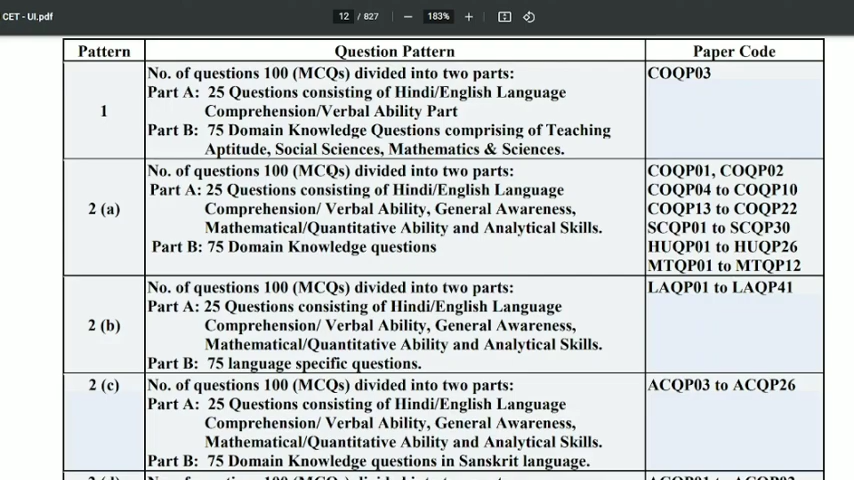 CET - UI.pdf
12 / 827
183%
Pattern Question Pattern Paper Code
1
No. of questions 100 (MCQs) divided into two parts:
Part A: 25 Questions consisting of Hindi/English Language
Comprehension/Verbal Ability Part
Part B: 75 Domain Knowledge Questions comprising of Teaching
Aptitude, Social Sciences, Mathematics & Sciences.
COQP03
2 (a)
No. of questions 100 (MCQs) divided into two parts:
Part A: 25 Questions consisting of Hindi/English Language
Comprehension/ Verbal Ability, General Awareness,
Mathematical/Quantitative Ability and Analytical Skills.
Part B: 75 Domain Knowledge questions
COQP01, COQP02
COQP04 to COQP10
COQP13 to COQP22
SCQP01 to SCQP30
HUQP01 to HUQP26
MTQP01 to MTQP12
2 (b)
No. of questions 100 (MCQs) divided into two parts:
Part A: 25 Questions consisting of Hindi/English Language
Comprehension/ Verbal Ability, General Awareness,
Mathematical/Quantitative Ability and Analytical Skills.
Part B: 75 language specific questions.
LAQP01 to LAQP41
2 (c)
No. of questions 100 (MCQs) divided into two parts:
Part A: 25 Questions consisting of Hindi/English Language
Comprehension/ Verbal Ability, General Awareness,
Mathematical/Quantitative Ability and Analytical Skills.
Part B: 75 Domain Knowledge questions in Sanskrit language.
ACQP03 to ACQP26